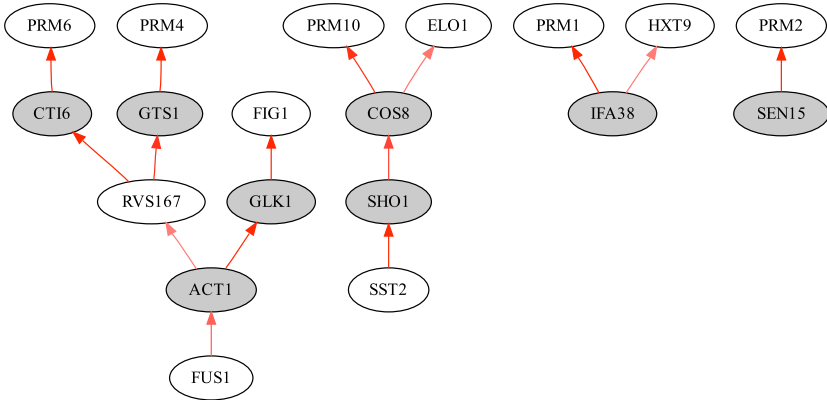 PRM6 PRM4 PRM10 ELO1 PRM1 HXT9 PRM2
CTI6 GTS1 FIG1 COS8 IFA38 SEN15
RVS167 GLK1 SHO1
ACT1 SST2
FUS1